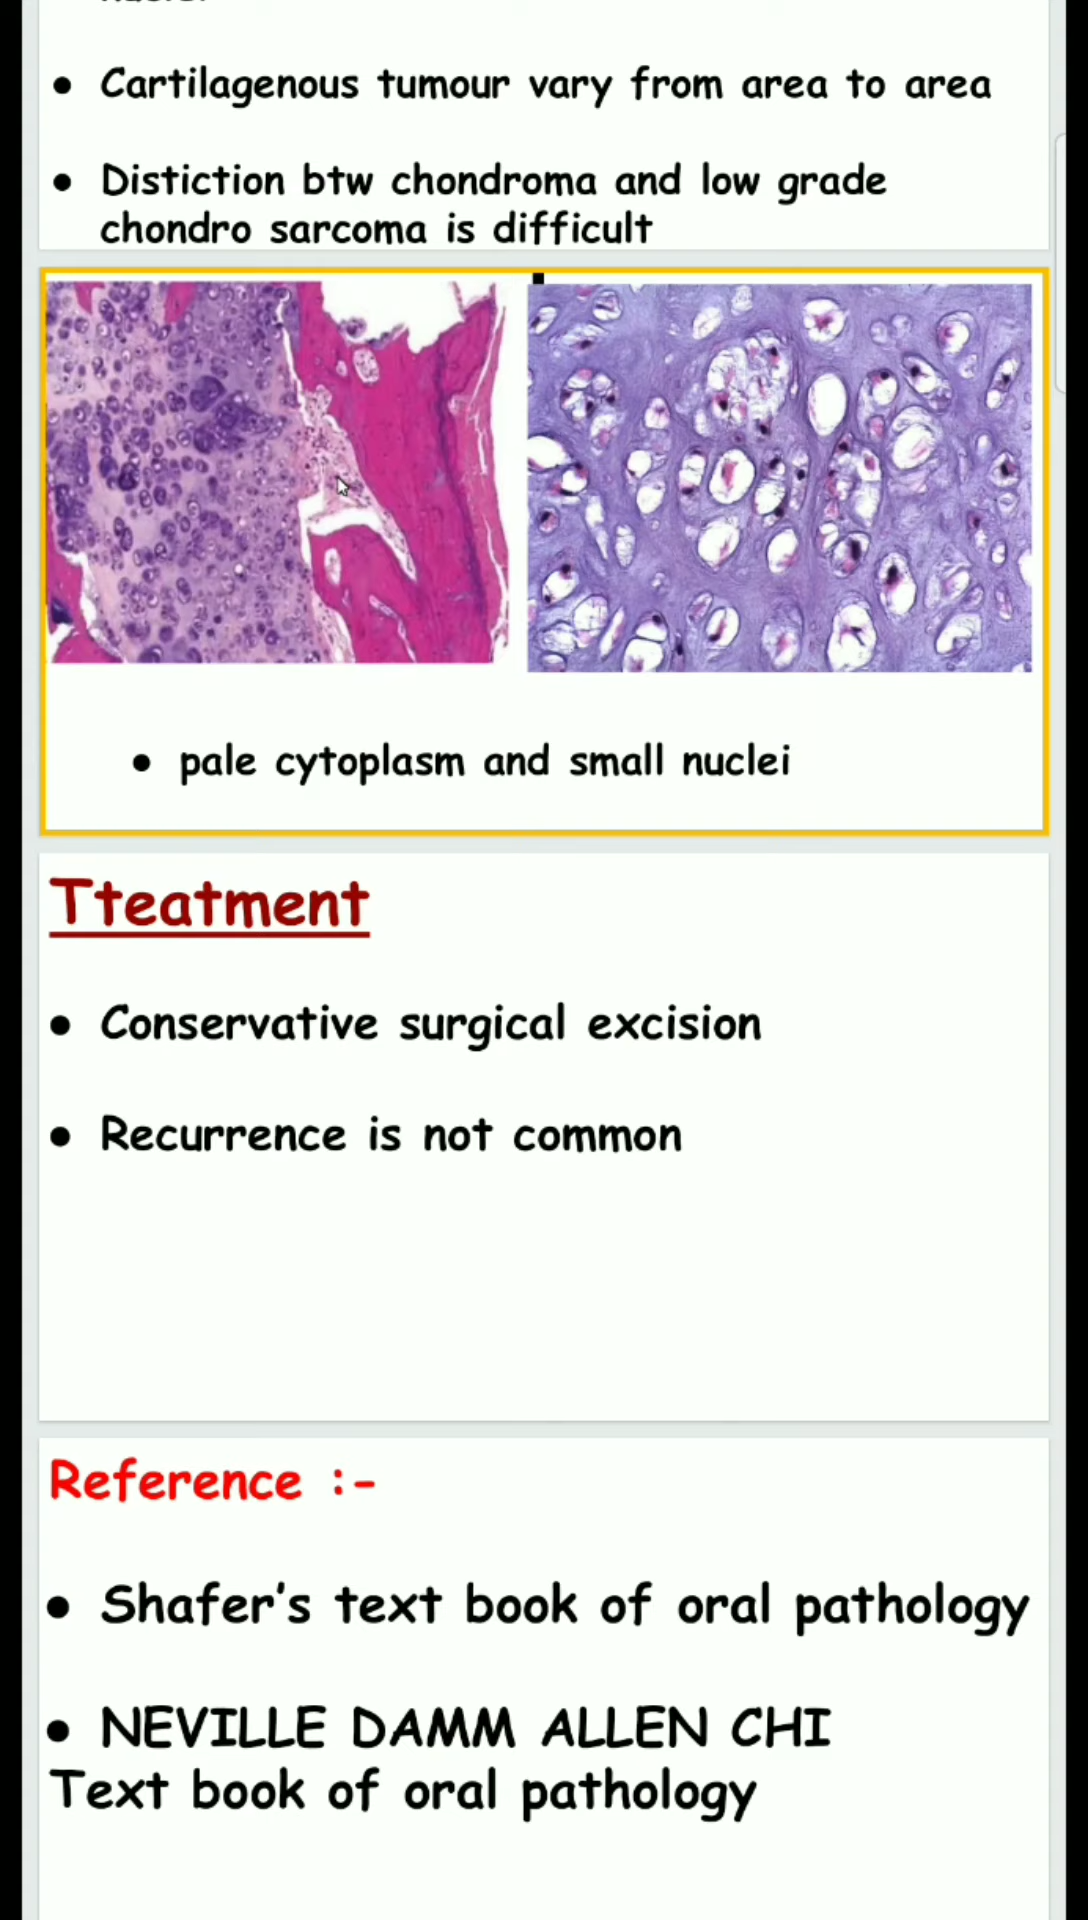 ● Cartilagenous tumour vary from area to area
● Distiction btw chondroma and low grade
chondro sarcoma is difficult
● pale cytoplasm and small nuclei
Tteatment
● Conservative surgical excision
● Recurrence is not common
Reference :-
● Shafer's text book of oral pathology
● NEVILLE DAMM ALLEN CHI
Text book of oral pathology